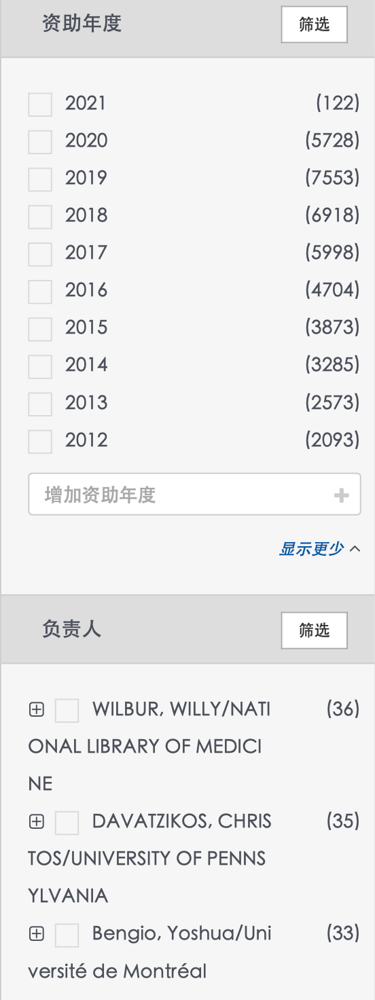 资助年度 筛选
2021 (122)
2020 (5728)
2019 (7553)
2018 (6918)
2017 (5998)
2016 (4704)
2015 (3873)
2014 (3285)
2013 (2573)
2012 (2093)
增加资助年度 +
显示更少
负责人 筛选
WILBUR, WILLY/NATI (36)
ONAL LIBRARY OF MEDICI
NE
DAVATZIKOS, CHRIS (35)
TOS/UNIVERSITY OF PENNS
YLVANIA
Bengio, Yoshua/Uni (33)
versité de Montréal